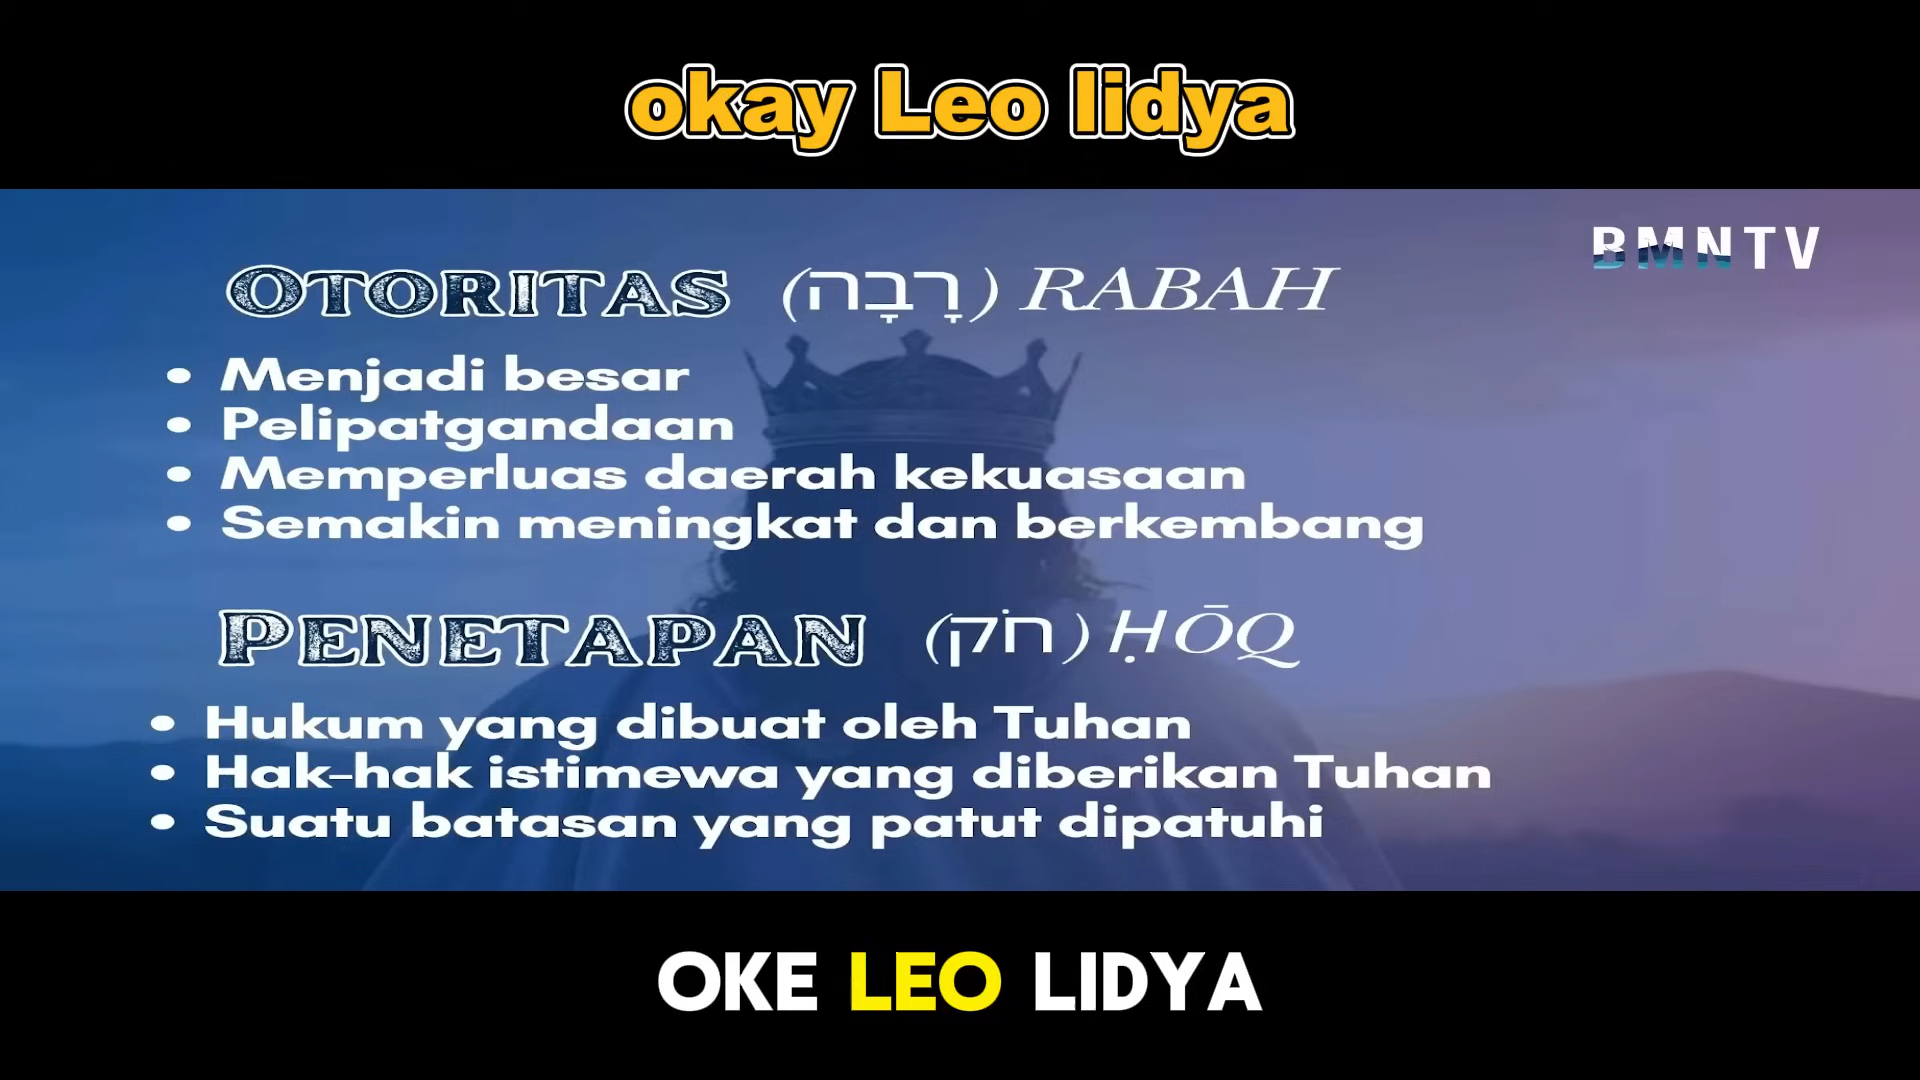 okay Leo lidya
BMNTV
OTORITAS (רָבָה) RABAH
• Menjadi besar
• Pelipatgandaan
• Memperluas daerah kekuasaan
• Semakin meningkat dan berkembang
PENETAPAN (חֹק) ḤŌQ
• Hukum yang dibuat oleh Tuhan
• Hak-hak istimewa yang diberikan Tuhan
• Suatu batasan yang patut dipatuhi
OKE LEO LIDYA